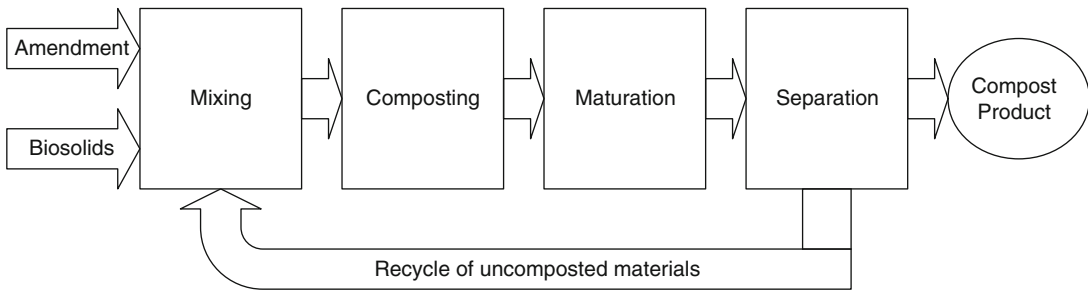 Amendment
Biosolids
Mixing
Composting
Maturation
Separation
Compost
Product
Recycle of uncomposted materials